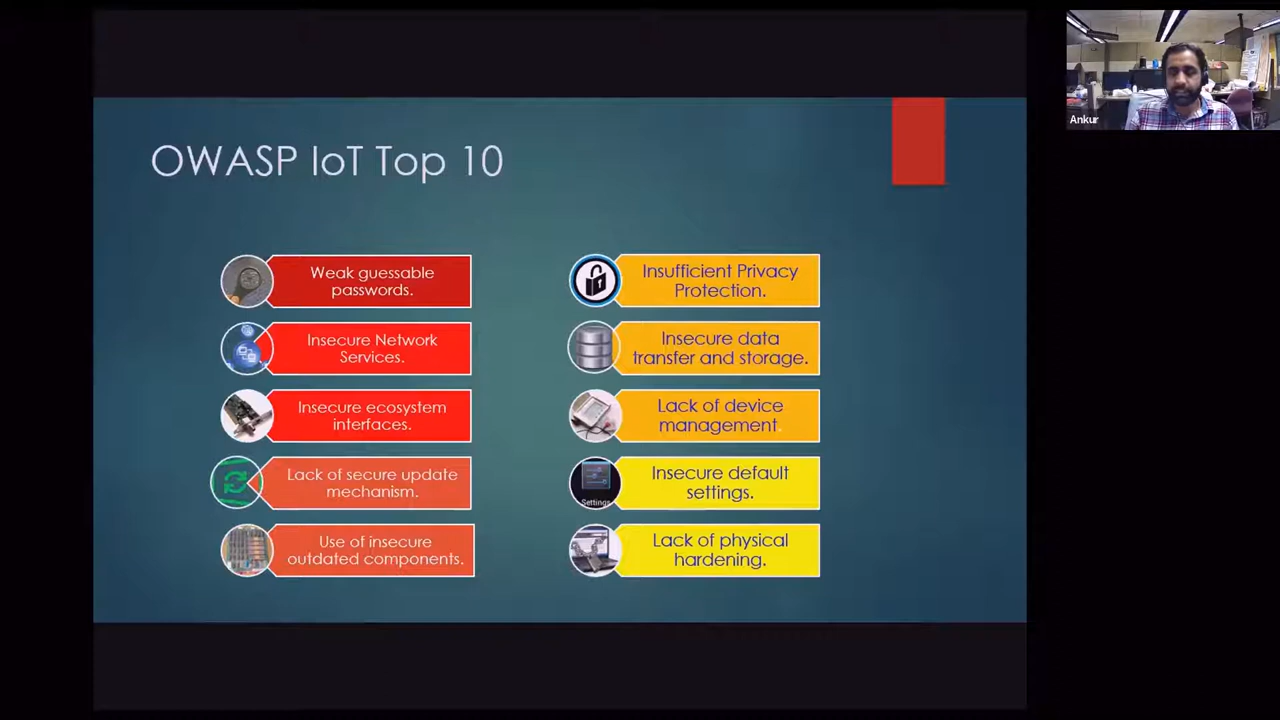 OWASP IoT Top 10
Weak guessable
passwords.
Insecure Network
Services.
Insecure ecosystem
interfaces.
Lack of secure update
mechanism.
Use of insecure
outdated components.
Insufficient Privacy
Protection.
Insecure data
transfer and storage.
Lack of device
management.
Insecure default
settings.
Settings
Lack of physical
hardening.
Ankur